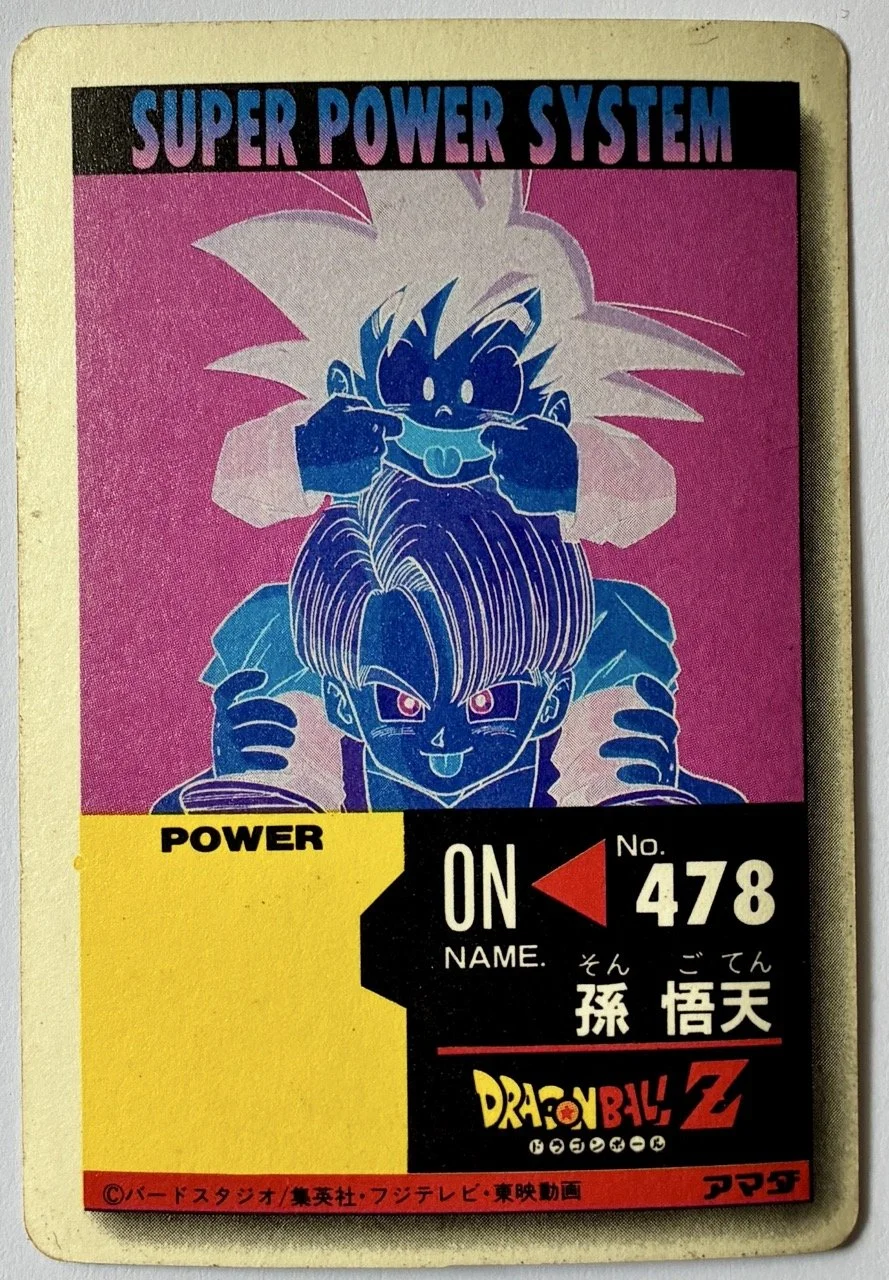 SUPER POWER SYSTEM
POWER
ON
No.
478
NAME.
そん ご てん
孫 悟天
DRAGONBALL Z
ドラゴンボール
©バードスタジオ/集英社・フジテレビ・東映動画
アマダ